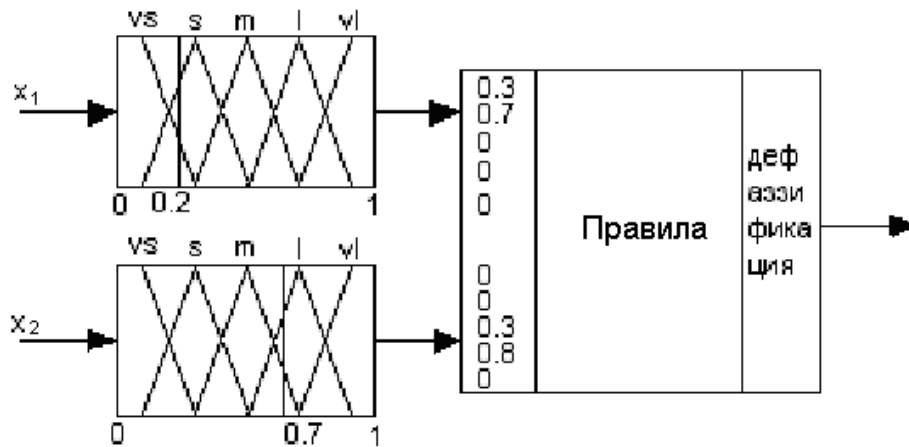 vs s m l vl
x1
0 0.2 1
vs s m l vl
x2
0 0.7 1
0.3
0.7
0
0
0
0
0
0.3
0.8
0
Правила
деф
аззи
фика
ция